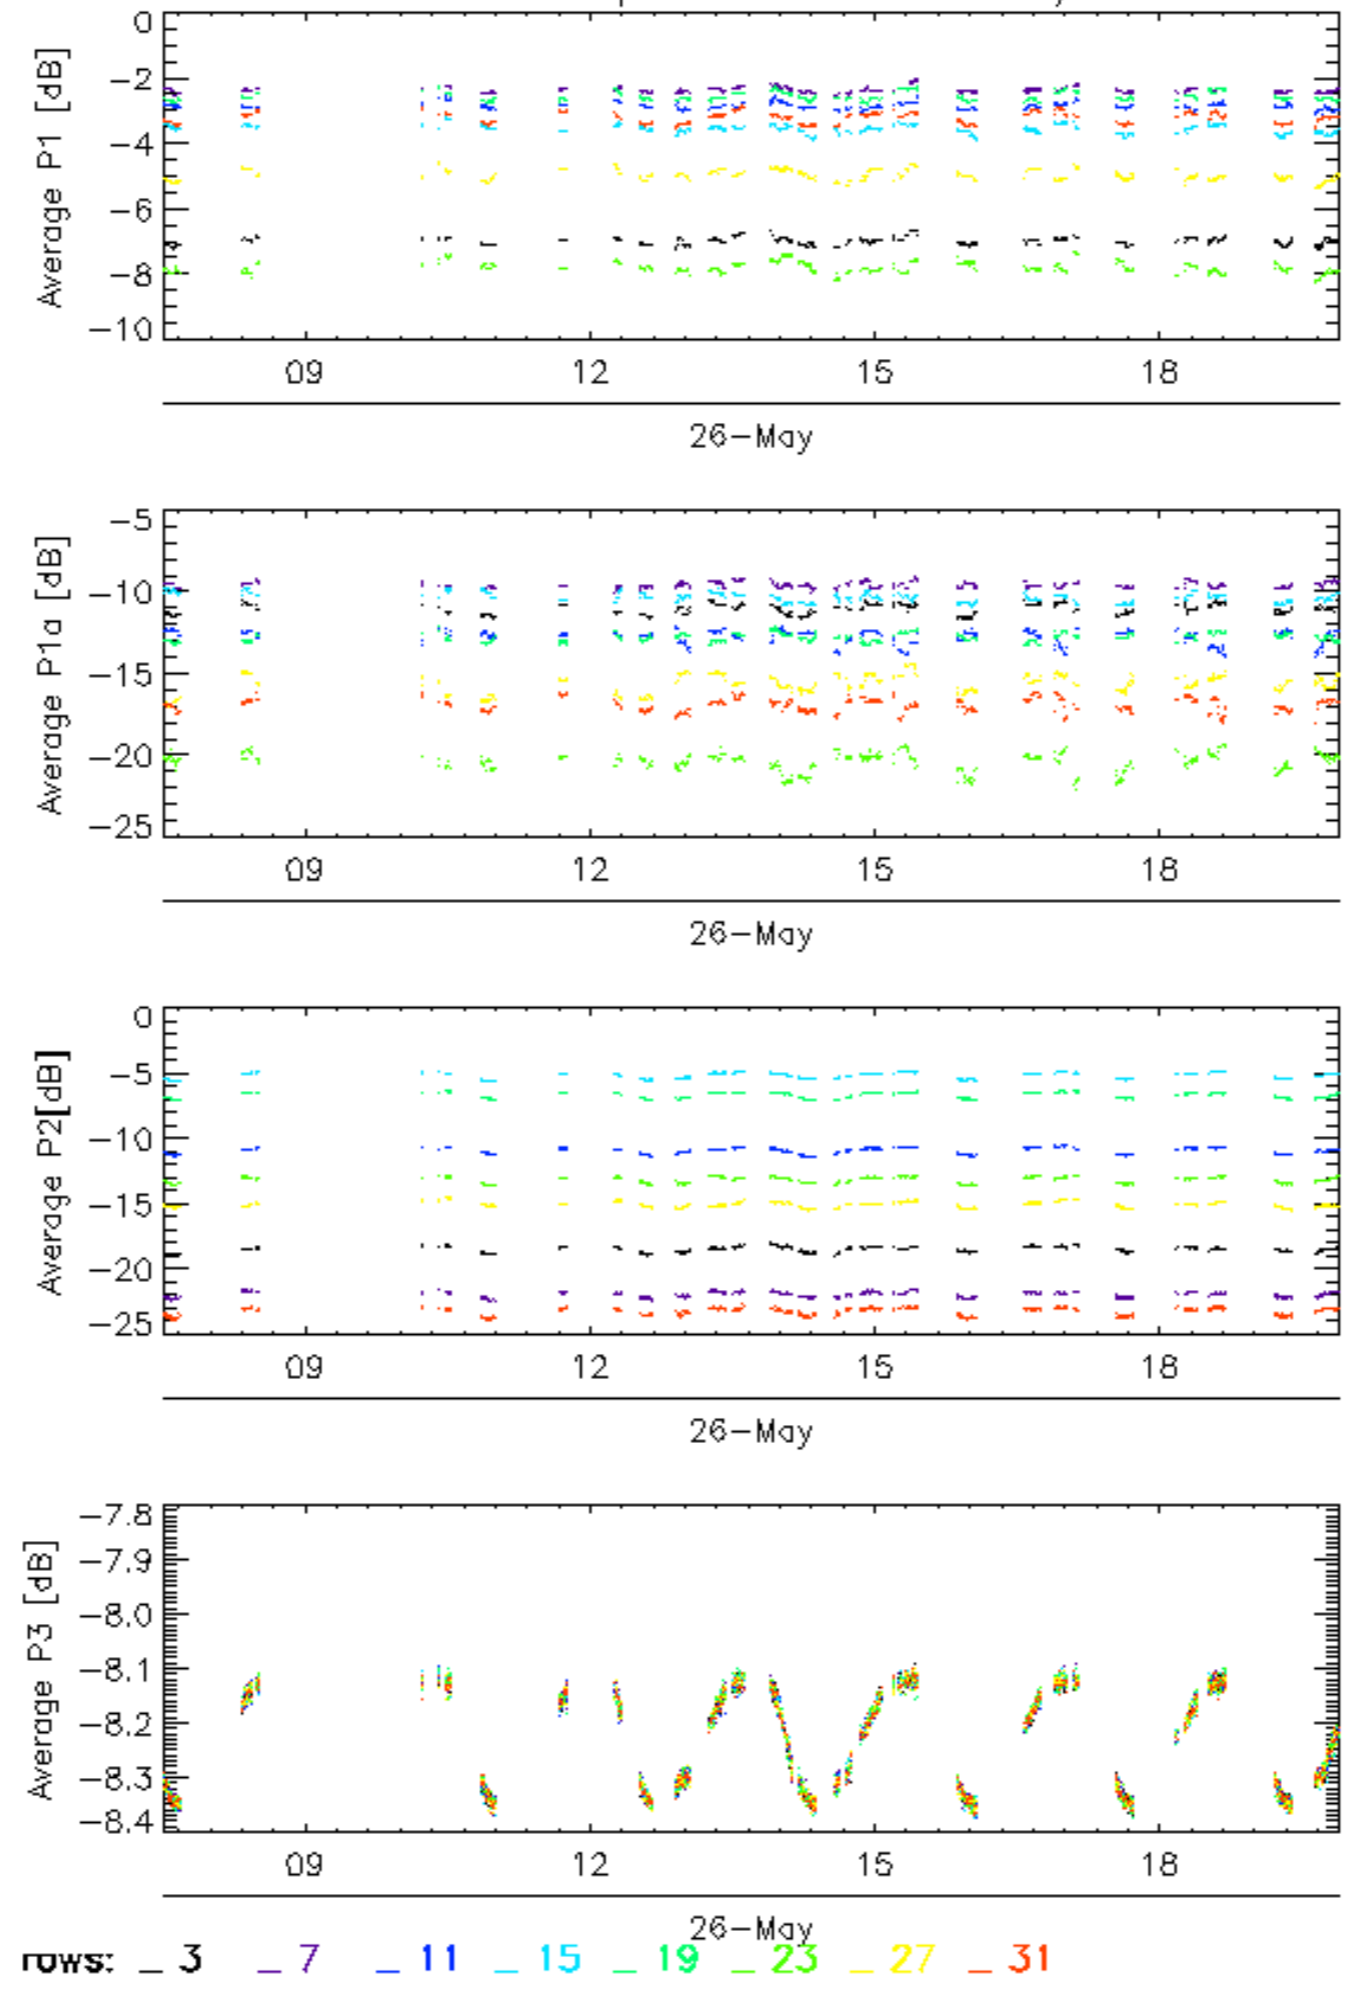 0
−2
−4
−6
−8
−10
Average P1 [dB]
09 12 15 18
26−May
−5
−10
−15
−20
−25
Average P1a [dB]
09 12 15 18
26−May
0
−5
−10
−15
−20
−25
Average P2[dB]
09 12 15 18
26−May
−7.8
−7.9
−8.0
−8.1
−8.2
−8.3
−8.4
Average P3 [dB]
09 12 15 18
26−May
rows: _ 3 _ 7 _ 11 _ 15 _ 19 _ 23 _ 27 _ 31